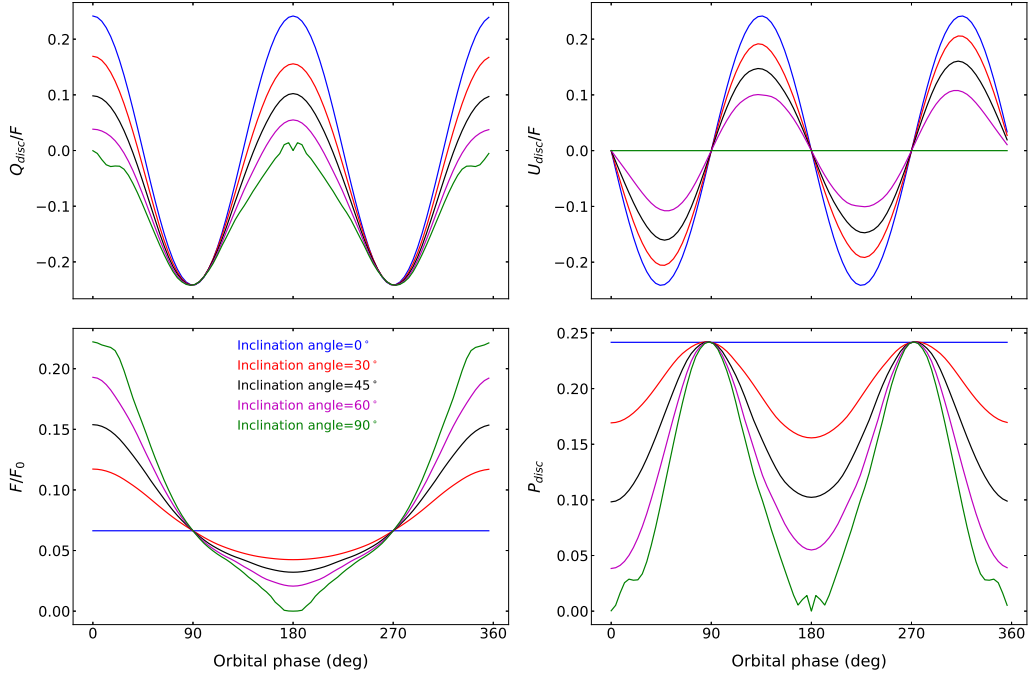 0.2
0.1
0.0
−0.1
−0.2
Q_disc/F
0.2
0.1
0.0
−0.1
−0.2
U_disc/F
0.20
0.15
0.10
0.05
0.00
F/F_0
Inclination angle=0°
Inclination angle=30°
Inclination angle=45°
Inclination angle=60°
Inclination angle=90°
0 90 180 270 360
Orbital phase (deg)
0.25
0.20
0.15
0.10
0.05
0.00
P_disc
0 90 180 270 360
Orbital phase (deg)